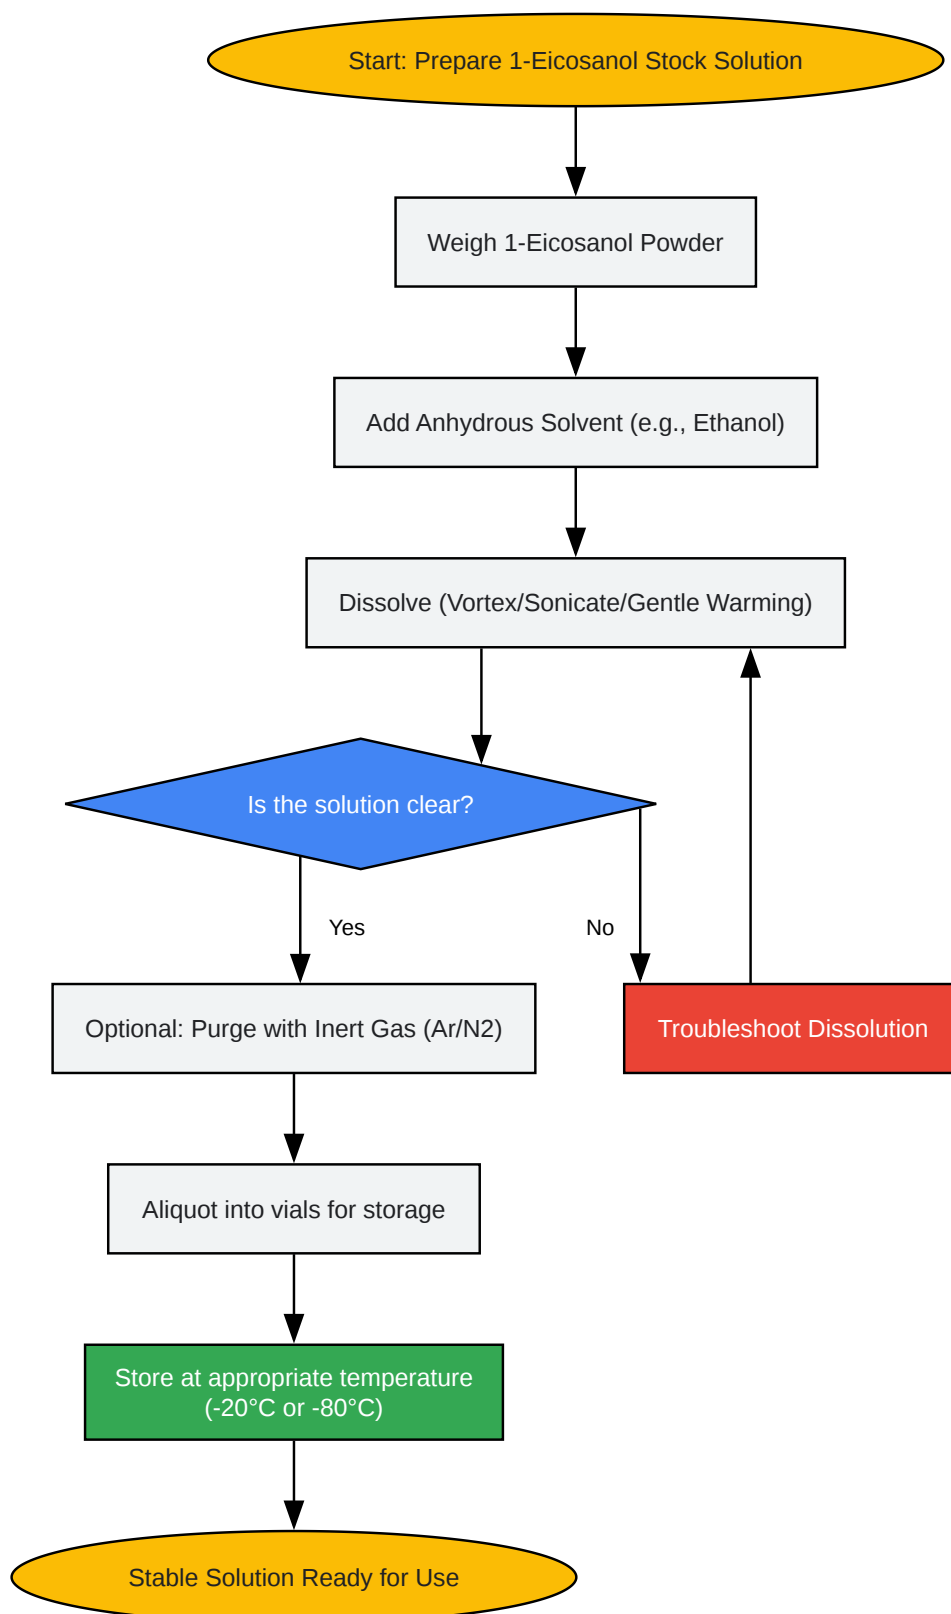 Start: Prepare 1-Eicosanol Stock Solution
Weigh 1-Eicosanol Powder
Add Anhydrous Solvent (e.g., Ethanol)
Dissolve (Vortex/Sonicate/Gentle Warming)
Is the solution clear?
Yes
No
Optional: Purge with Inert Gas (Ar/N2)
Troubleshoot Dissolution
Aliquot into vials for storage
Store at appropriate temperature
(-20°C or -80°C)
Stable Solution Ready for Use